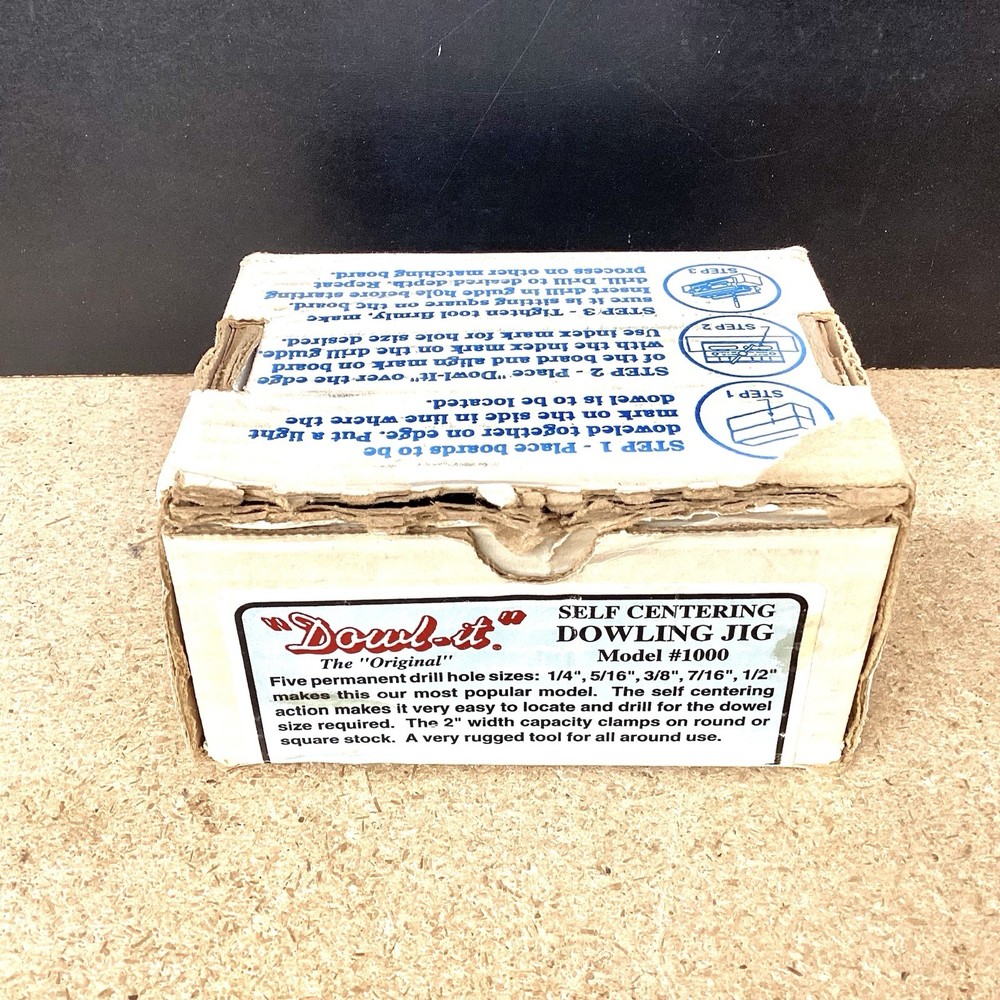 STEP 1 - Place boards to be
doweled together on edge. Put a light
mark on the side in line where the
dowel is to be located.
STEP 2 - Place "Dowl-It" over the edge
of the board and align mark on board
with the index mark on the drill guide.
Use index mark for hole size desired.
STEP 3 - Tighten tool firmly, make
sure it is sitting square on the board.
Insert drill in guide hole before starting
drill. Drill to desired depth. Repeat
process on other matching board.
STEP 1
STEP 2
STEP 3
"Dowl-it."
The "Original"
SELF CENTERING
DOWLING JIG
Model #1000
Five permanent drill hole sizes: 1/4", 5/16", 3/8", 7/16", 1/2"
makes this our most popular model. The self centering
action makes it very easy to locate and drill for the dowel
size required. The 2" width capacity clamps on round or
square stock. A very rugged tool for all around use.